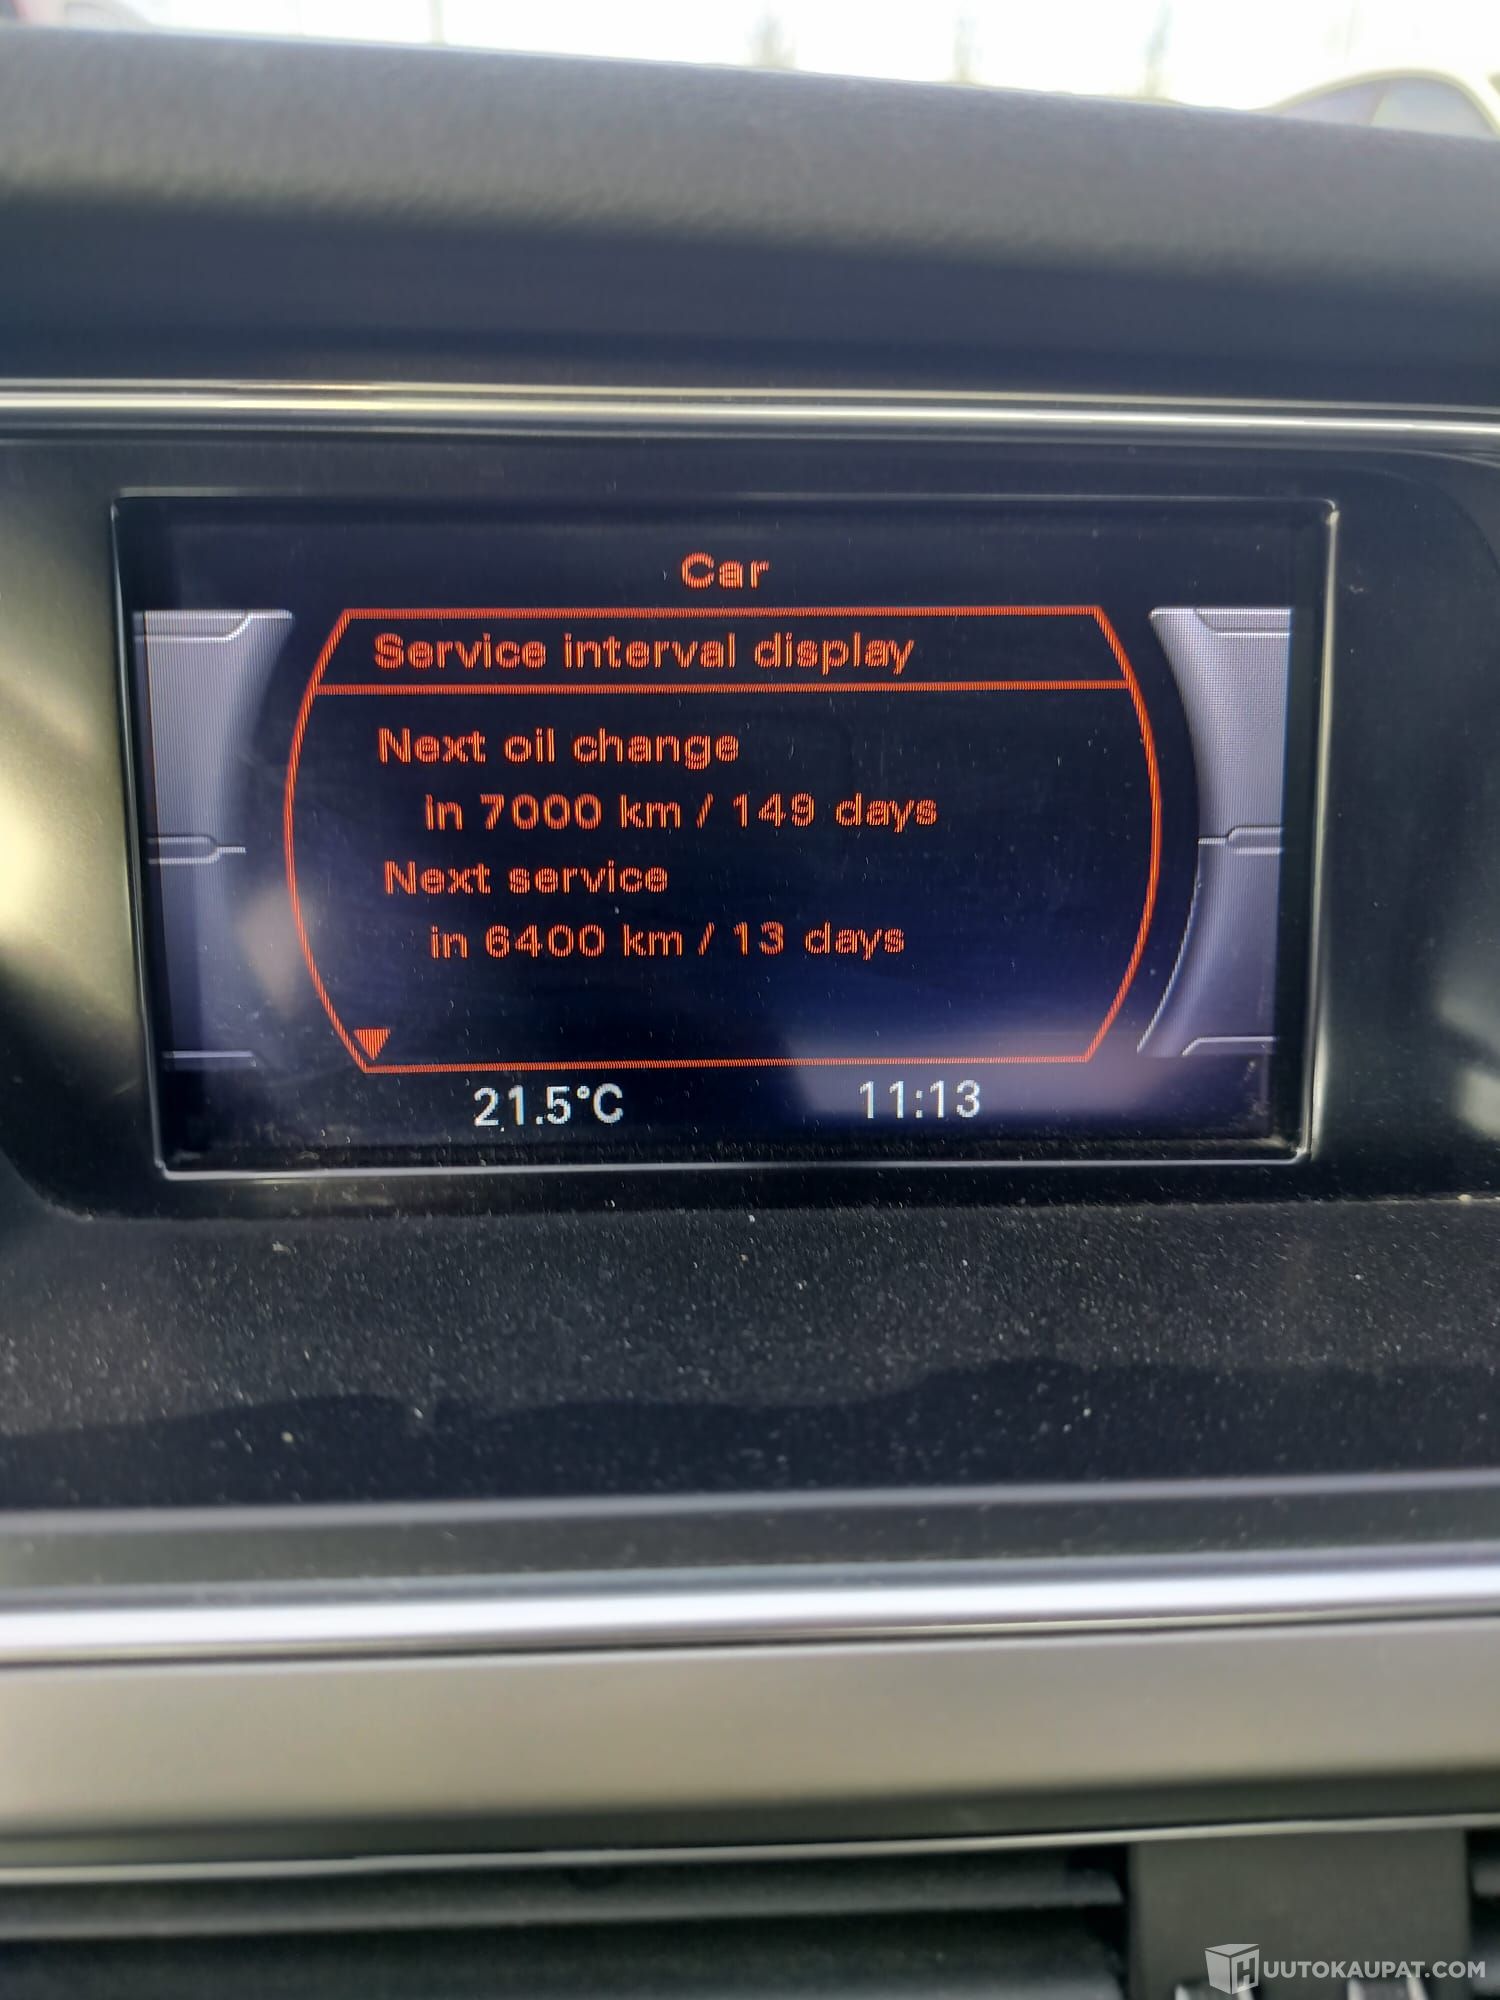 Car
Service interval display
Next oil change
in 7000 km / 149 days
Next service
in 6400 km / 13 days
21.5°C 11:13
HUUTOKAUPAT.COM